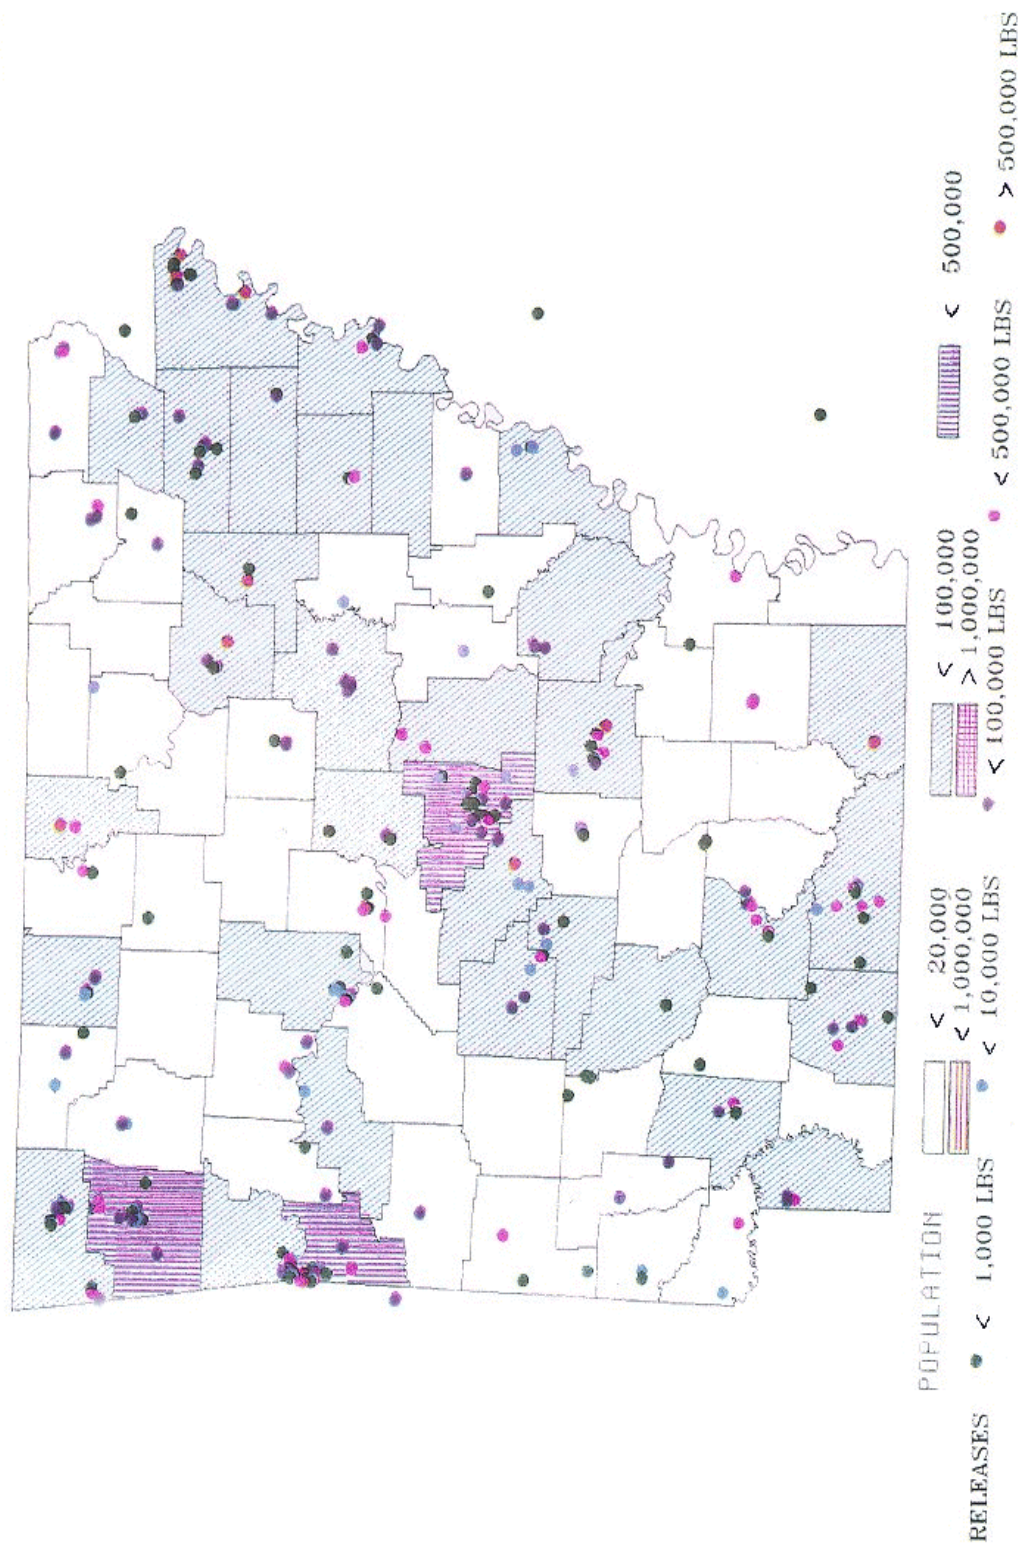 POPULATION < 20,000 < 100,000 < 500,000
< 1,000,000 > 1,000,000
RELEASES < 1,000 LBS < 10,000 LBS < 100,000 LBS < 500,000 LBS > 500,000 LBS